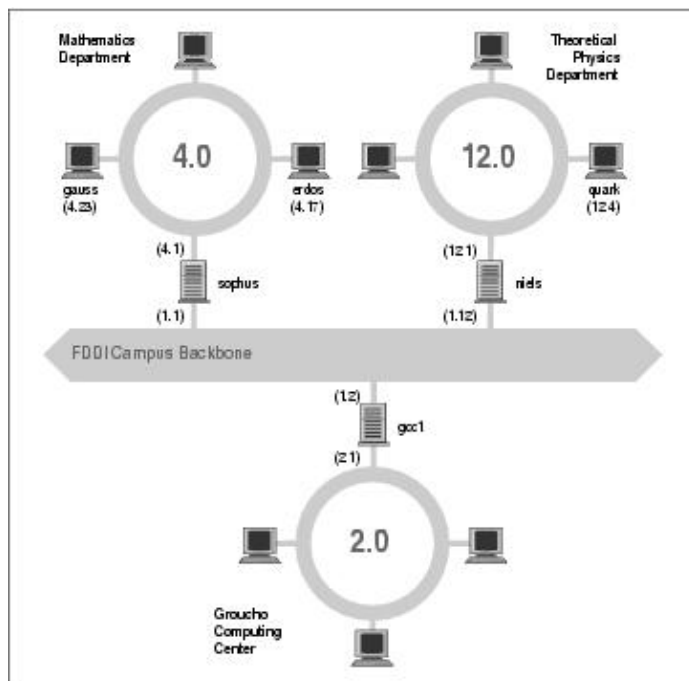 Mathematics
Department
Theoretical
Physics
Department
4.0
12.0
gauss
(4.23)
erdos
(4.17)
quark
(12.4)
(4.1)
(12.1)
sophus
niels
(1.1)
(1.12)
FDDI Campus Backbone
(1.2)
gcc1
(2.1)
2.0
Groucho
Computing
Center